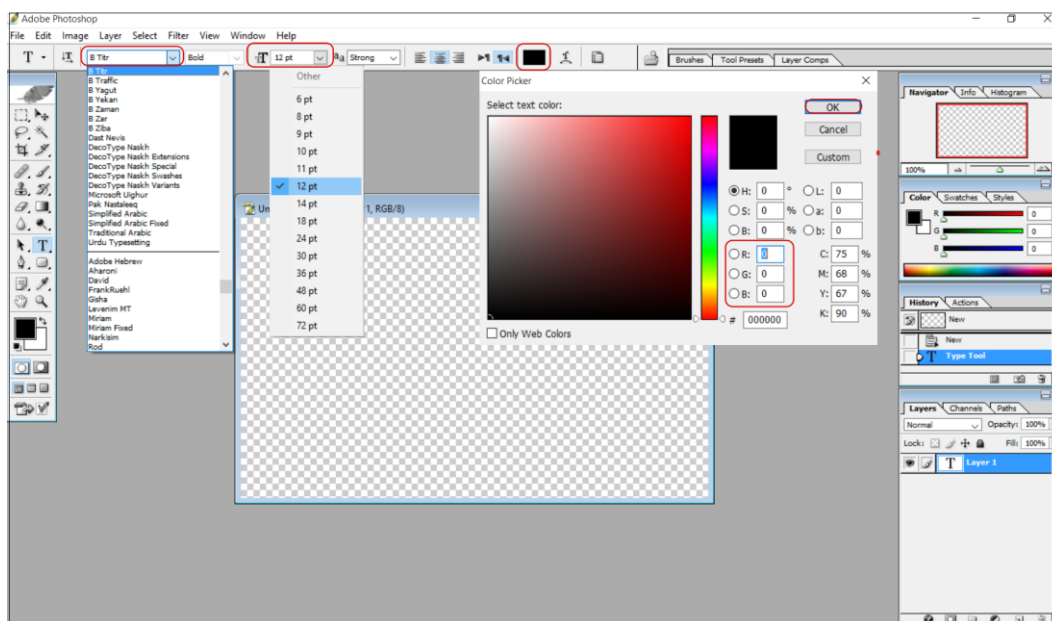 Adobe Photoshop
File Edit Image Layer Select Filter View Window Help
B Titr Bold 12 pt aa Strong Brushes Tool Presets Layer Comps
B Titr
B Traffic
B Yagut
B Yekan
B Zaman
B Zar
B Ziba
Dast Nevis
DecoType Naskh
DecoType Naskh Extensions
DecoType Naskh Special
DecoType Naskh Swashes
DecoType Naskh Variants
Microsoft Uighur
Pak Nastaleeq
Simplified Arabic
Simplified Arabic Fixed
Traditional Arabic
Urdu Typesetting
Adobe Hebrew
Aharoni
David
FrankRuehl
Gisha
Levenim MT
Miriam
Miriam Fixed
Narkisim
Rod
Other
6 pt
8 pt
9 pt
10 pt
11 pt
12 pt
14 pt
18 pt
24 pt
30 pt
36 pt
48 pt
60 pt
72 pt
Un
1, RGB/8)
Color Picker
Select text color:
OK
Cancel
Custom
H: 0 ° L: 0
S: 0 % a: 0
B: 0 % b: 0
R: 0 C: 75 %
G: 0 M: 68 %
B: 0 Y: 67 %
# 000000 K: 90 %
Only Web Colors
Navigator Info Histogram
100%
Color Swatches Styles
R 0
G 0
B 0
History Actions
New
New
Type Tool
Layers Channels Paths
Normal Opacity: 100%
Lock: Fill: 100%
T Layer 1